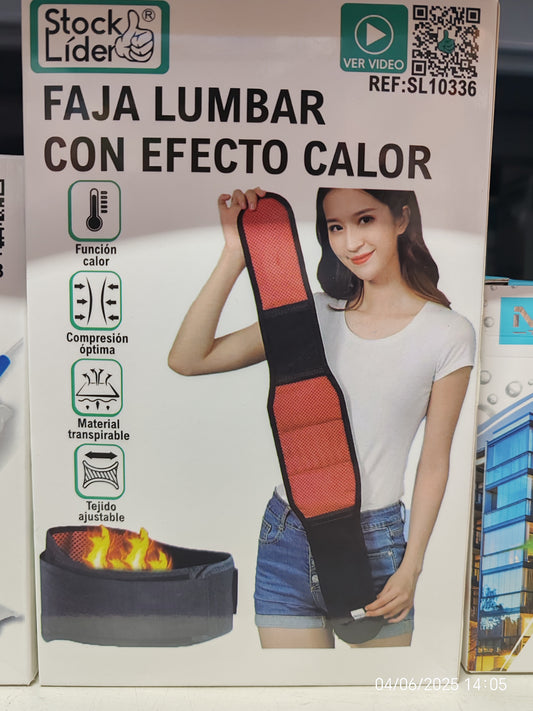 Stock®
Líder
VER VIDEO
REF:SL10336
FAJA LUMBAR
CON EFECTO CALOR
Función
calor
Compresión
óptima
Material
transpirable
Tejido
ajustable
04/06/2025 14:05